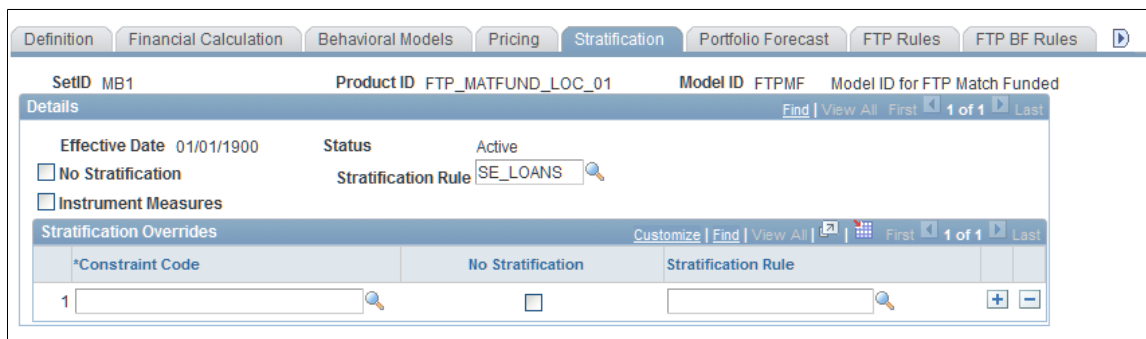 Definition Financial Calculation Behavioral Models Pricing Stratification Portfolio Forecast FTP Rules FTP BF Rules
SetID MB1 Product ID FTP_MATFUND_LOC_01 Model ID FTPMF Model ID for FTP Match Funded
Details Find | View All First 1 of 1 Last
Effective Date 01/01/1900 Status Active
No Stratification Stratification Rule SE_LOANS
Instrument Measures
Stratification Overrides Customize | Find | View All | | First 1 of 1 Last
*Constraint Code No Stratification Stratification Rule
1